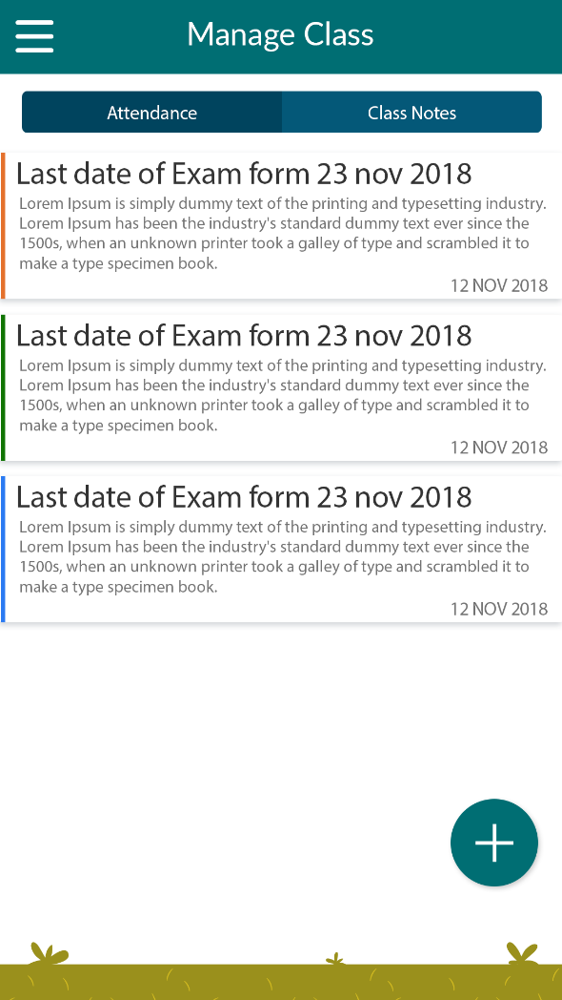 Manage Class
Attendance
Class Notes
Last date of Exam form 23 nov 2018
Lorem Ipsum is simply dummy text of the printing and typesetting industry.
Lorem Ipsum has been the industry's standard dummy text ever since the
1500s, when an unknown printer took a galley of type and scrambled it to
make a type specimen book.
12 NOV 2018
Last date of Exam form 23 nov 2018
Lorem Ipsum is simply dummy text of the printing and typesetting industry.
Lorem Ipsum has been the industry's standard dummy text ever since the
1500s, when an unknown printer took a galley of type and scrambled it to
make a type specimen book.
12 NOV 2018
Last date of Exam form 23 nov 2018
Lorem Ipsum is simply dummy text of the printing and typesetting industry.
Lorem Ipsum has been the industry's standard dummy text ever since the
1500s, when an unknown printer took a galley of type and scrambled it to
make a type specimen book.
12 NOV 2018